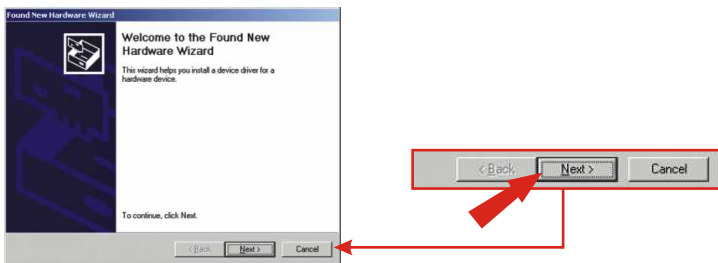 Found New Hardware Wizard
Welcome to the Found New
Hardware Wizard
This wizard helps you install a device driver for a
hardware device.
To continue, click Next.
< Back Next > Cancel
< Back Next > Cancel